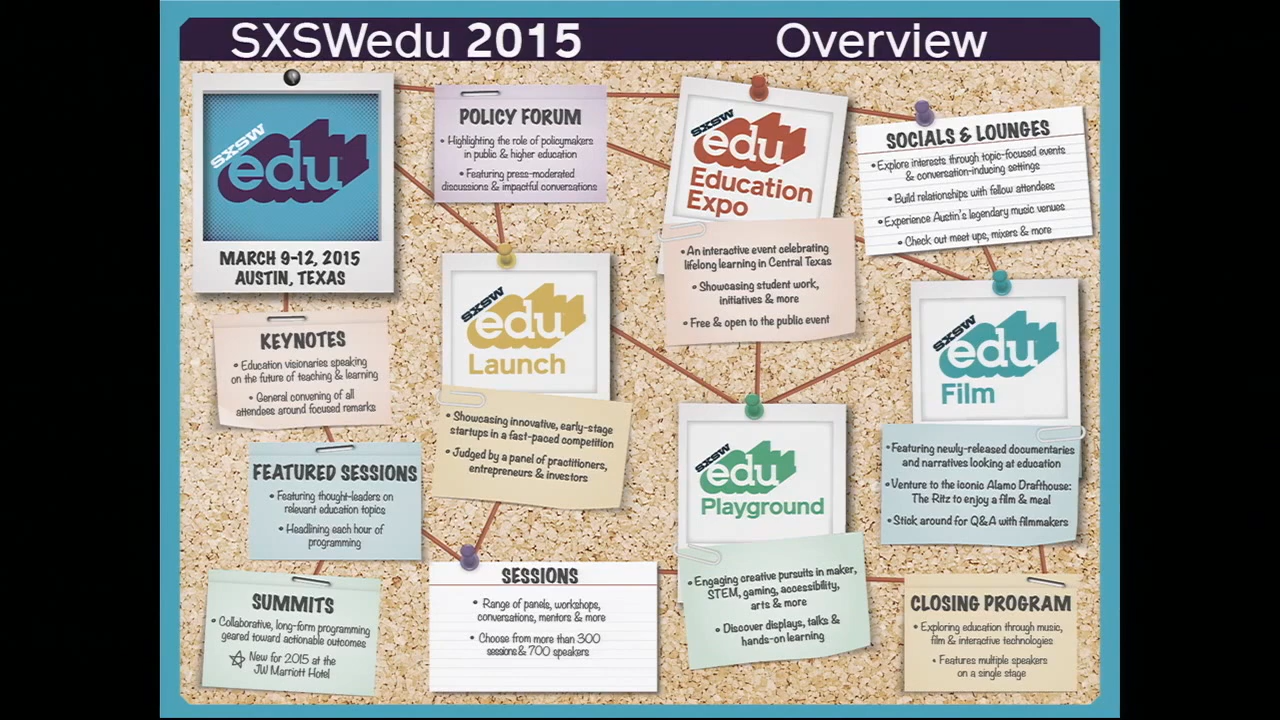 SXSWedu 2015
Overview
SXSW
edu
MARCH 9-12, 2015
AUSTIN, TEXAS
POLICY FORUM
• Highlighting the role of policymakers
in public & higher education
• Featuring press-moderated
discussions & impactful conversations
SXSW
edu
Education
Expo
• An interactive event celebrating
lifelong learning in Central Texas
• Showcasing student work,
initiatives & more
• Free & open to the public event
SOCIALS & LOUNGES
• Explore interests through topic-focused events
& conversation-inducing settings
• Build relationships with fellow attendees
• Experience Austin's legendary music venues
• Check out meet ups, mixers & more
KEYNOTES
• Education visionaries speaking
on the future of teaching & learning
• General convening of all
attendees around focused remarks
SXSW
edu
Launch
• Showcasing innovative, early-stage
startups in a fast-paced competition
• Judged by a panel of practitioners,
entrepreneurs & investors
SXSW
edu
Film
• Featuring newly-released documentaries
and narratives looking at education
• Venture to the iconic Alamo Drafthouse:
The Ritz to enjoy a film & meal
• Stick around for Q&A with filmmakers
FEATURED SESSIONS
• Featuring thought-leaders on
relevant education topics
• Headlining each hour of
programming
SXSW
edu
Playground
• Engaging creative pursuits in maker,
STEM, gaming, accessibility,
arts & more
• Discover displays, talks &
hands-on learning
SUMMITS
• Collaborative, long-form programming
geared toward actionable outcomes
☆ New for 2015 at the
JW Marriott Hotel
SESSIONS
• Range of panels, workshops,
conversations, mentors & more
• Choose from more than 300
sessions & 700 speakers
CLOSING PROGRAM
• Exploring education through music,
film & interactive technologies
• Features multiple speakers
on a single stage